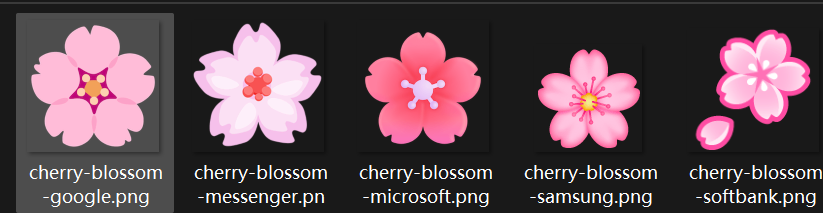 cherry-blossom
-google.png
cherry-blossom
-messenger.pn
cherry-blossom
-microsoft.png
cherry-blossom
-samsung.png
cherry-blossom
-softbank.png